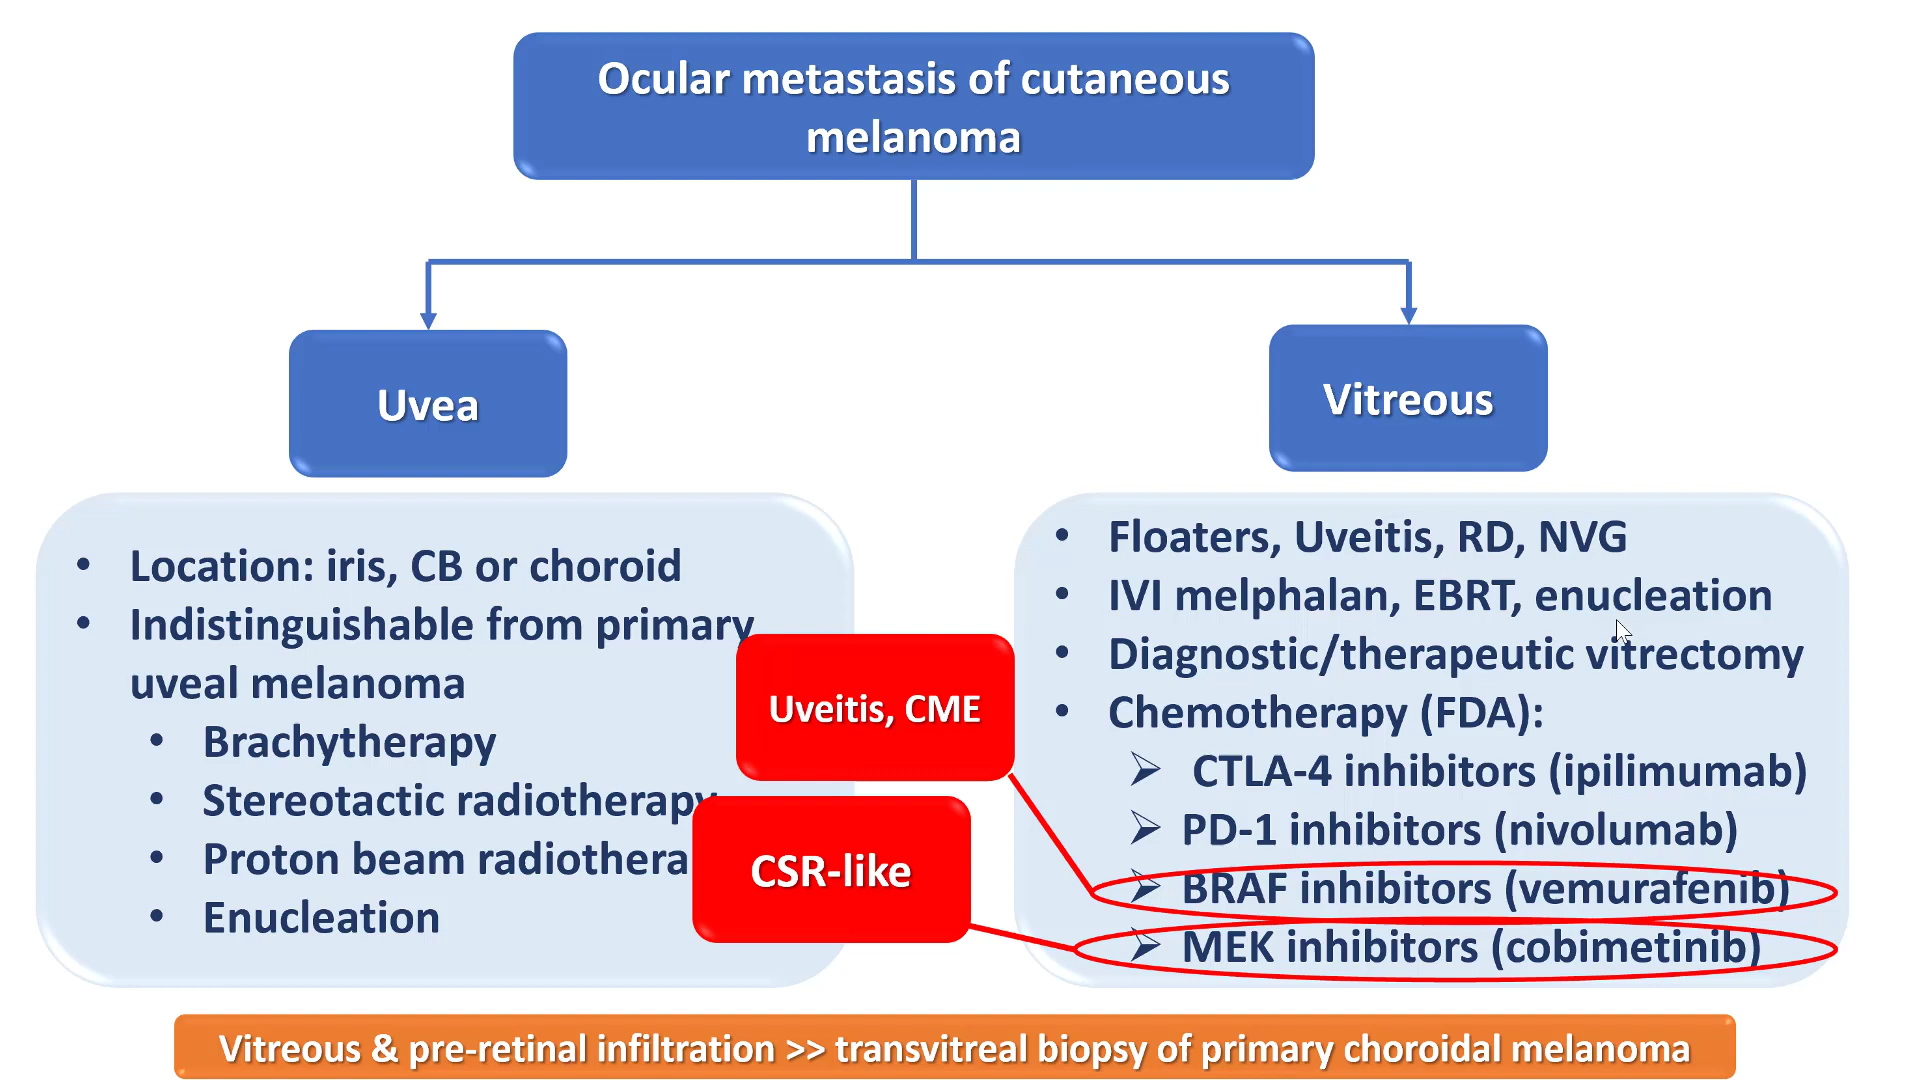 Ocular metastasis of cutaneous
melanoma
Uvea
Vitreous
• Location: iris, CB or choroid
• Indistinguishable from primary
uveal melanoma
• Brachytherapy
• Stereotactic radiotherapy
• Proton beam radiothera
• Enucleation
Uveitis, CME
CSR-like
• Floaters, Uveitis, RD, NVG
• IVI melphalan, EBRT, enucleation
• Diagnostic/therapeutic vitrectomy
• Chemotherapy (FDA):
➢ CTLA-4 inhibitors (ipilimumab)
➢ PD-1 inhibitors (nivolumab)
➢ BRAF inhibitors (vemurafenib)
➢ MEK inhibitors (cobimetinib)
Vitreous & pre-retinal infiltration >> transvitreal biopsy of primary choroidal melanoma